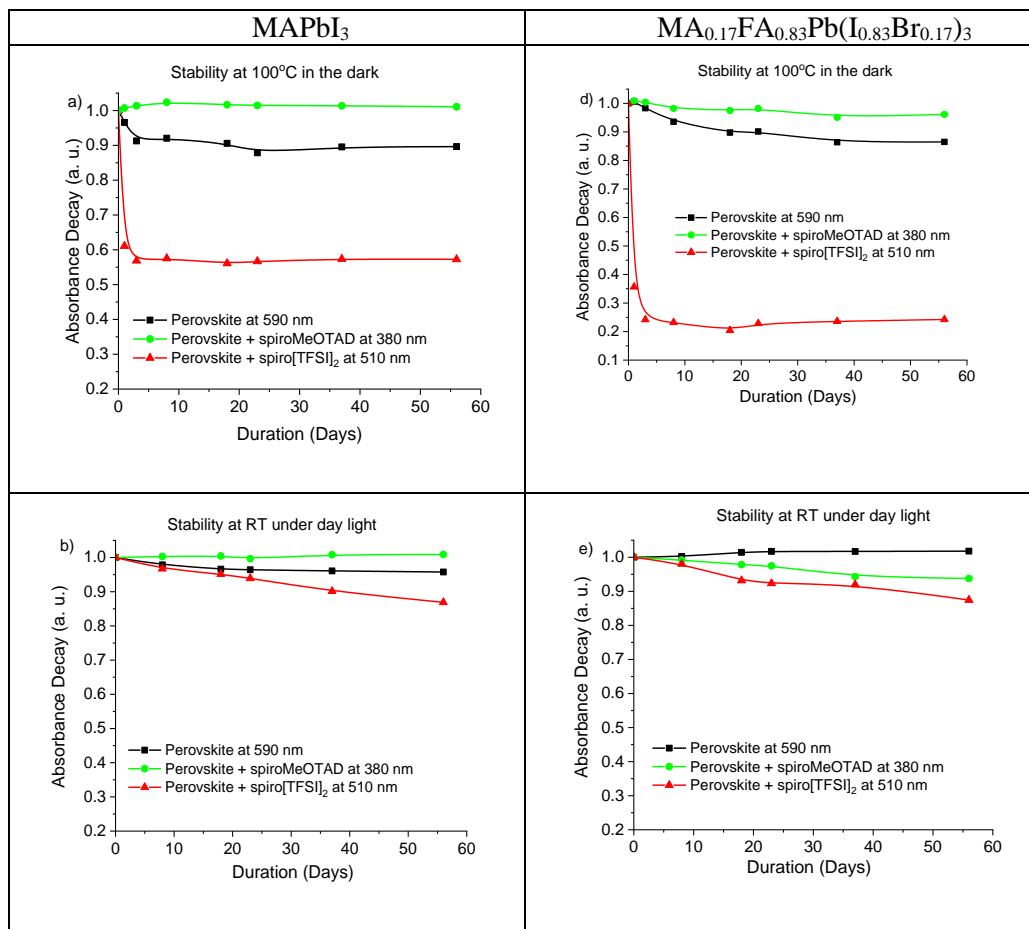 MAPbI₃
MA₀.₁₇FA₀.₈₃Pb(I₀.₈₃Br₀.₁₇)₃
Stability at 100°C in the dark
a)
1.0
0.9
0.8
0.7
0.6
0.5
0.4
0.3
0.2
Absorbance Decay (a. u.)
Perovskite at 590 nm
Perovskite + spiroMeOTAD at 380 nm
Perovskite + spiro[TFSI]₂ at 510 nm
0 10 20 30 40 50 60
Duration (Days)
Stability at 100°C in the dark
d)
1.0
0.9
0.8
0.7
0.6
0.5
0.4
0.3
0.2
0.1
Absorbance Decay (a. u.)
Perovskite at 590 nm
Perovskite + spiroMeOTAD at 380 nm
Perovskite + spiro[TFSI]₂ at 510 nm
0 10 20 30 40 50 60
Duration (Days)
Stability at RT under day light
b)
1.0
0.9
0.8
0.7
0.6
0.5
0.4
0.3
0.2
Absorbance Decay (a. u.)
Perovskite at 590 nm
Perovskite + spiroMeOTAD at 380 nm
Perovskite + spiro[TFSI]₂ at 510 nm
0 10 20 30 40 50 60
Duration (Days)
Stability at RT under day light
e)
1.0
0.9
0.8
0.7
0.6
0.5
0.4
0.3
0.2
Absorbance Decay (a. u.)
Perovskite at 590 nm
Perovskite + spiroMeOTAD at 380 nm
Perovskite + spiro[TFSI]₂ at 510 nm
0 10 20 30 40 50 60
Duration (Days)